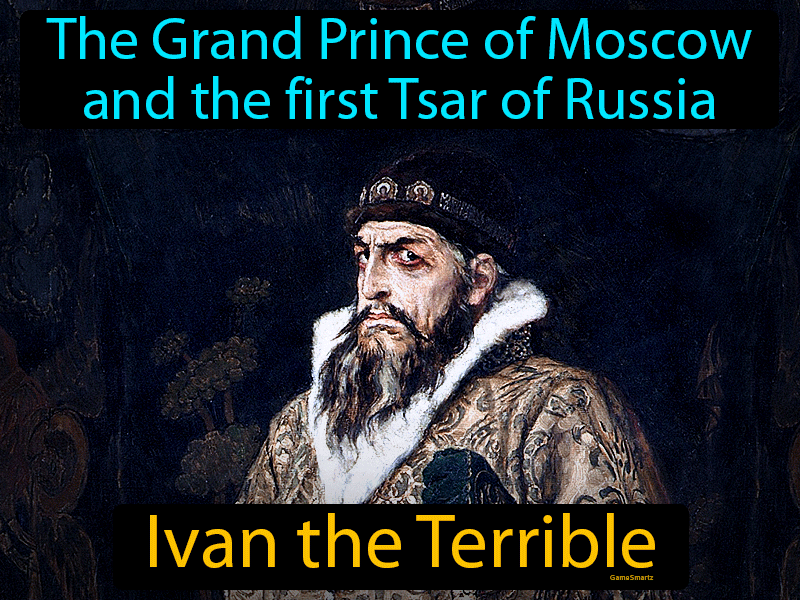 The Grand Prince of Moscow
and the first Tsar of Russia
Ivan the Terrible
GameSmartz